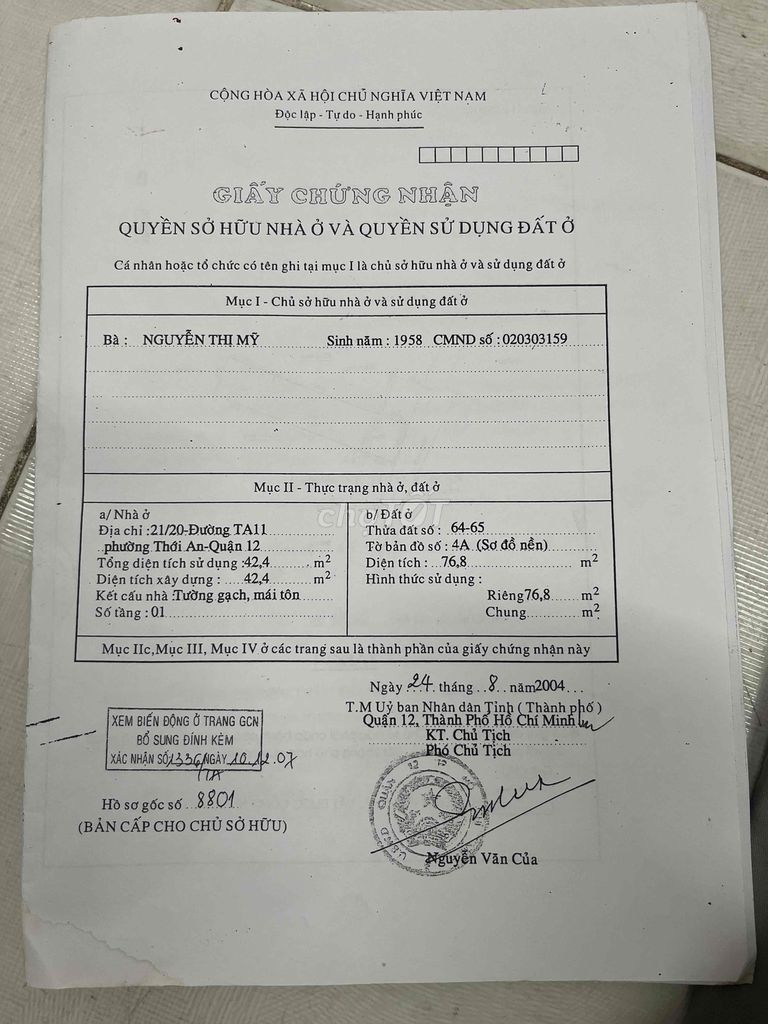 CỘNG HÒA XÃ HỘI CHỦ NGHĨA VIỆT NAM
Độc lập - Tự do - Hạnh phúc
GIẤY CHỨNG NHẬN
QUYỀN SỞ HỮU NHÀ Ở VÀ QUYỀN SỬ DỤNG ĐẤT Ở
Cá nhân hoặc tổ chức có tên ghi tại mục I là chủ sở hữu nhà ở và sử dụng đất ở
Mục I - Chủ sở hữu nhà ở và sử dụng đất ở
Bà : NGUYỄN THỊ MỸ Sinh năm : 1958 CMND số : 020303159
Mục II - Thực trạng nhà ở, đất ở
a/ Nhà ở
Địa chỉ : 21/20-Đường TA11
phường Thới An-Quận 12
Tổng diện tích sử dụng : 42,4 m2
Diện tích xây dựng : 42,4 m2
Kết cấu nhà : Tường gạch, mái tôn
Số tầng : 01
b/ Đất ở
Thửa đất số : 64-65
Tờ bản đồ số : 4A (Sơ đồ nền)
Diện tích : 76,8 m2
Hình thức sử dụng :
Riêng 76,8 m2
Chung m2
chợTỐT
Mục IIc, Mục III, Mục IV ở các trang sau là thành phần của giấy chứng nhận này
Ngày 24 tháng 8 năm 2004
T.M Uỷ ban Nhân dân Tỉnh ( Thành phố )
Quận 12, Thành Phố Hồ Chí Minh
KT. Chủ Tịch
Phó Chủ Tịch
Nguyễn Văn Của
XEM BIẾN ĐỘNG Ở TRANG GCN
BỔ SUNG ĐÍNH KÈM
XÁC NHẬN SỐ 1336 NGÀY 10.12.07
Hồ sơ gốc số 8801
(BẢN CẤP CHO CHỦ SỞ HỮU)